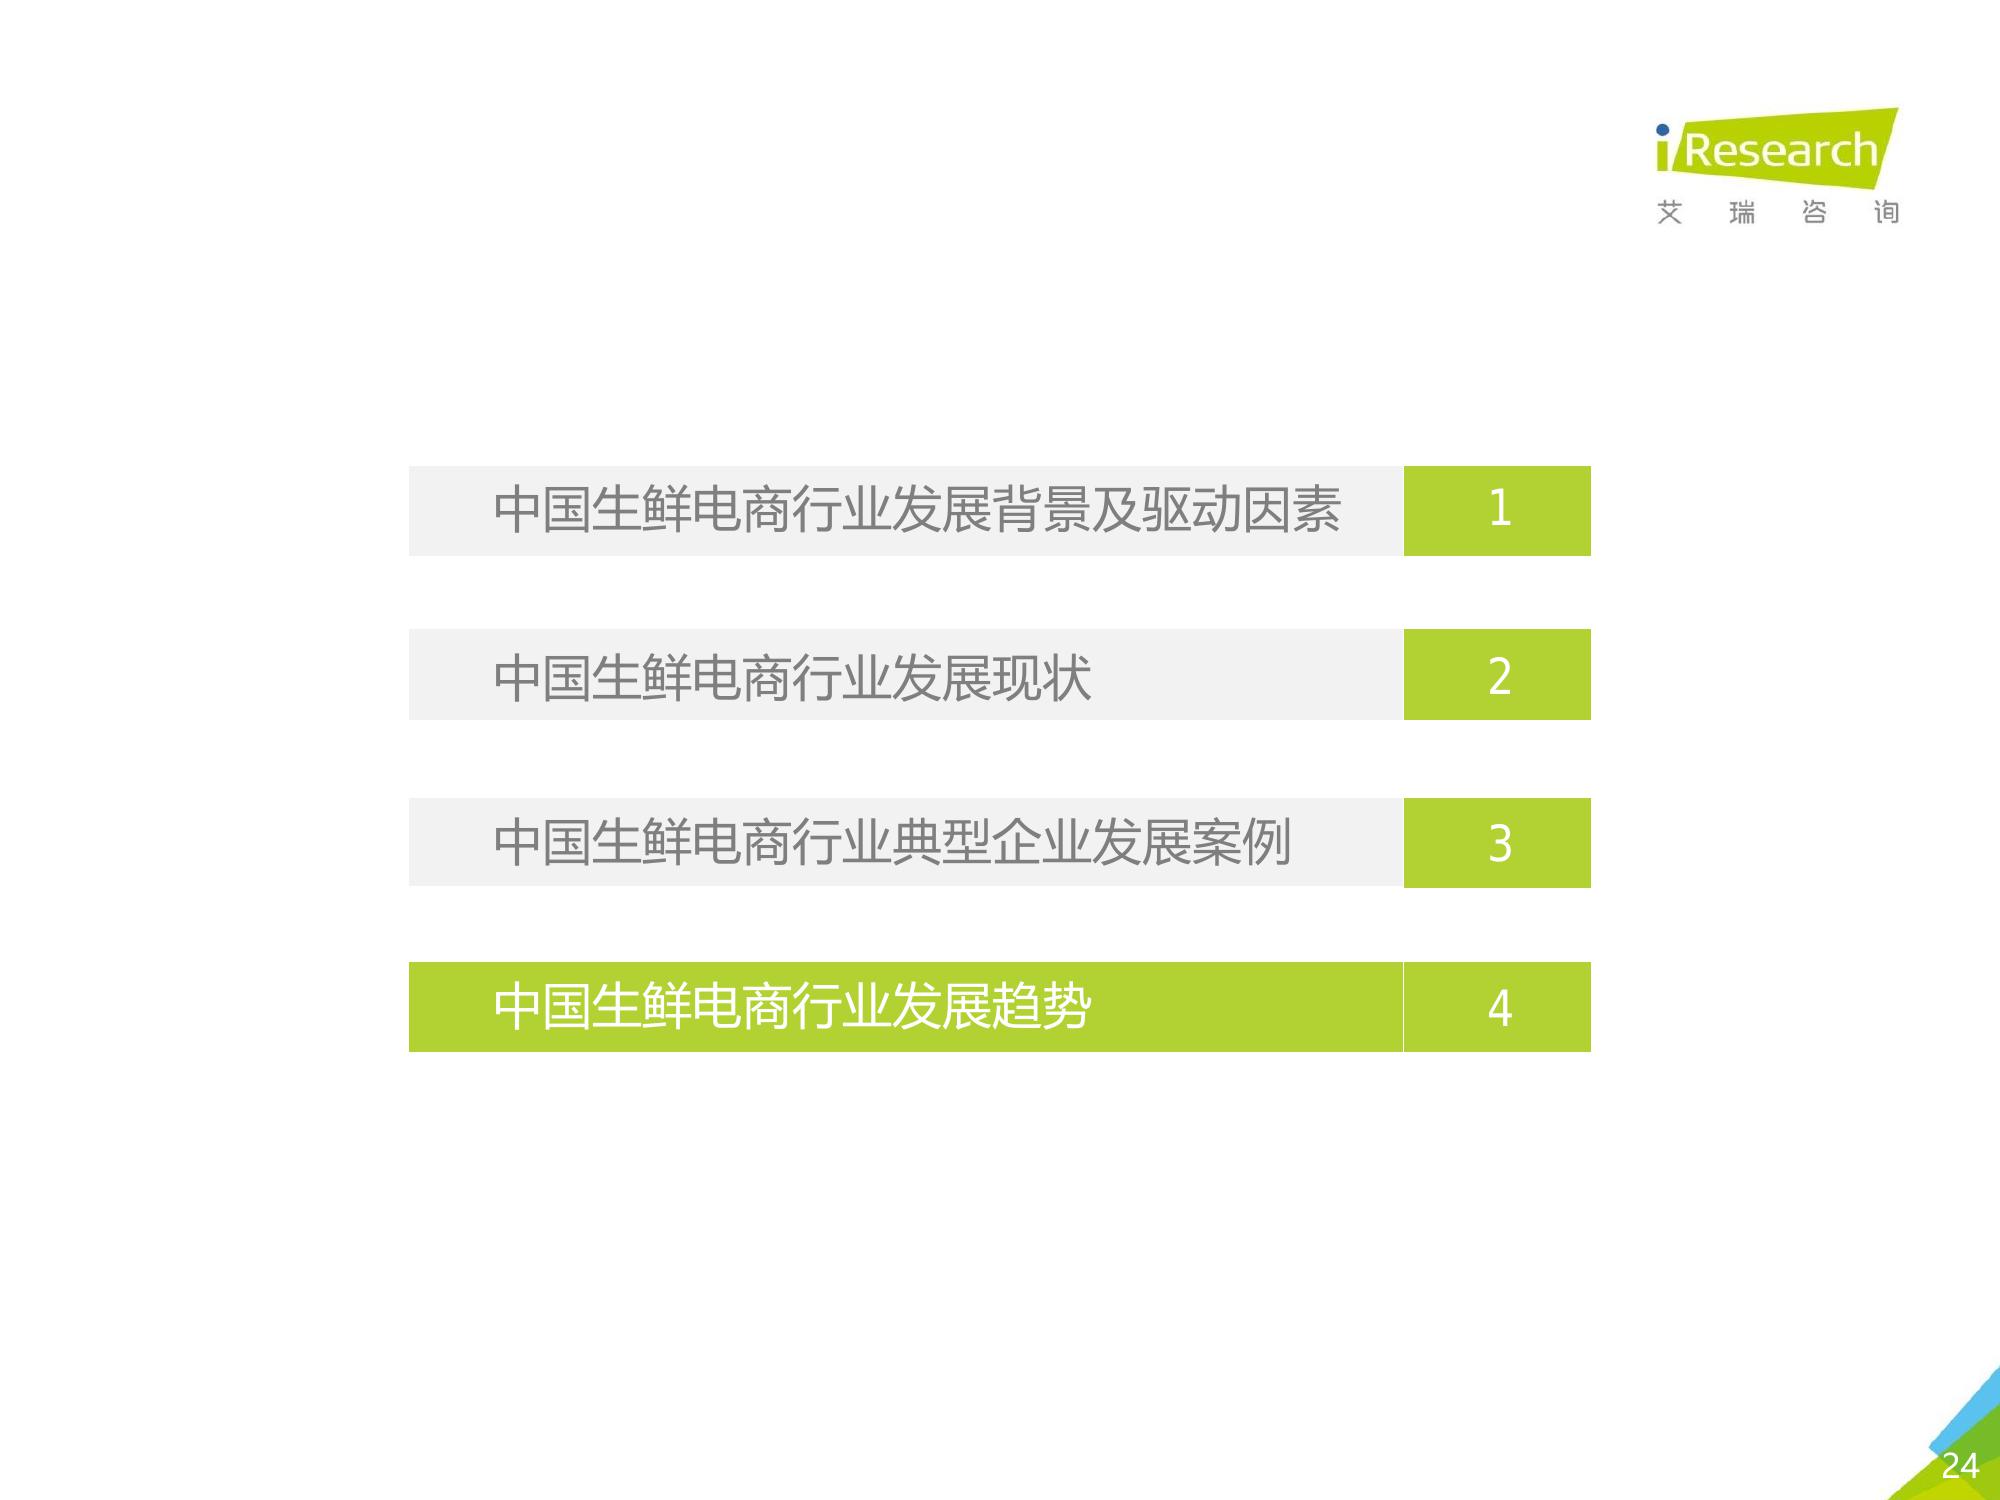 iResearch
艾瑞咨询
中国生鲜电商行业发展背景及驱动因素 1
中国生鲜电商行业发展现状 2
中国生鲜电商行业典型企业发展案例 3
中国生鲜电商行业发展趋势 4
24